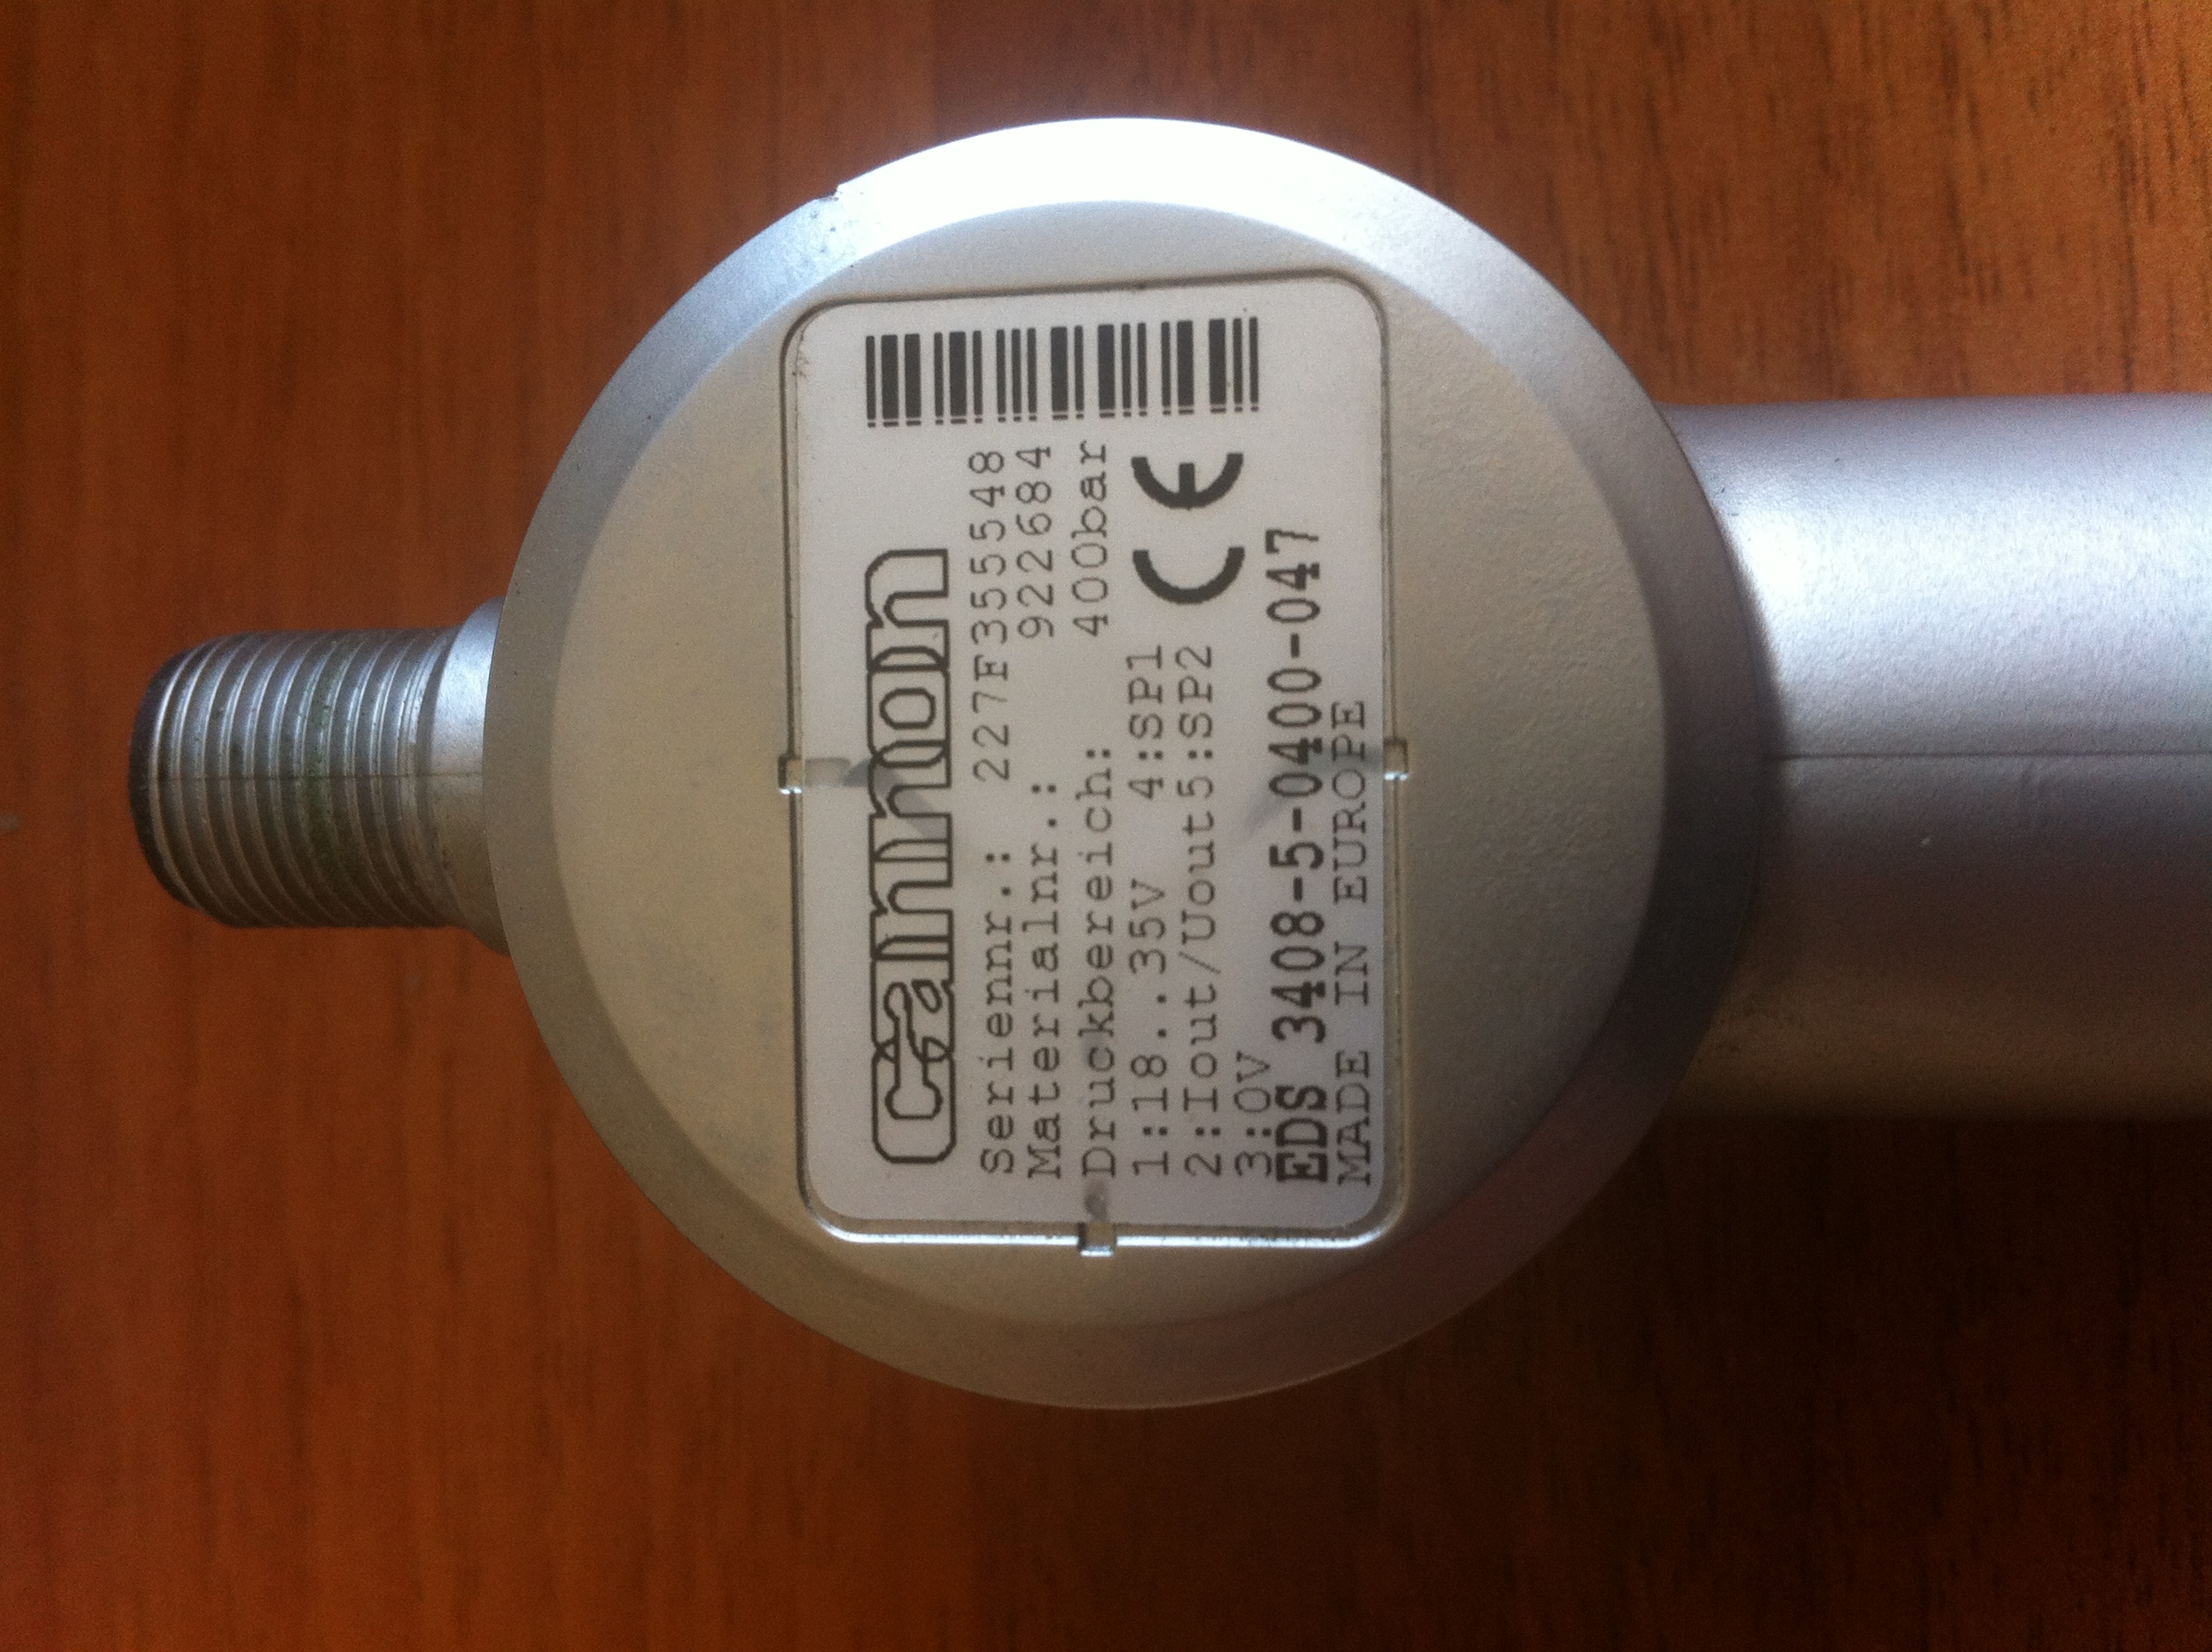 cannon
Seriennr.: 227F355548
Materialnr.: 922684
Druckbereich: 400bar
1:18..35V 4:SP1
2:Iout/Uout5:SP2
3:0V
CE
EDS 3408-5-0400-047
MADE IN EUROPE